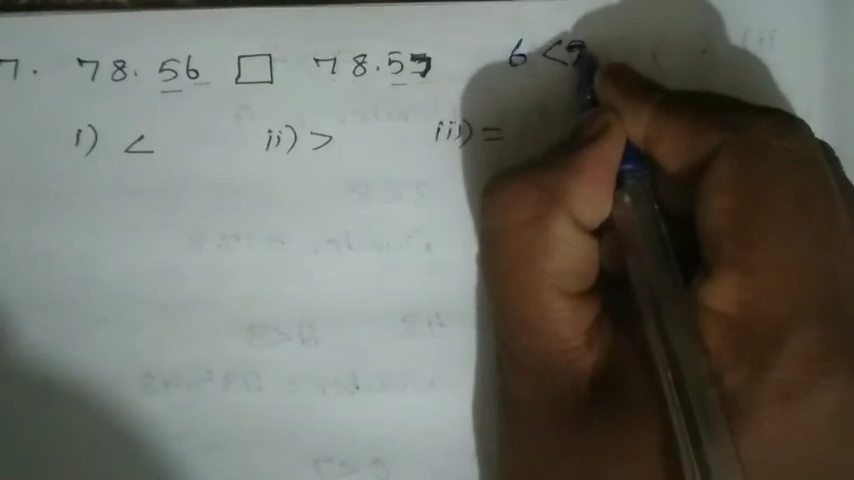 7. 78.56 □ 78.57 6 <
i) < ii) > iii) =